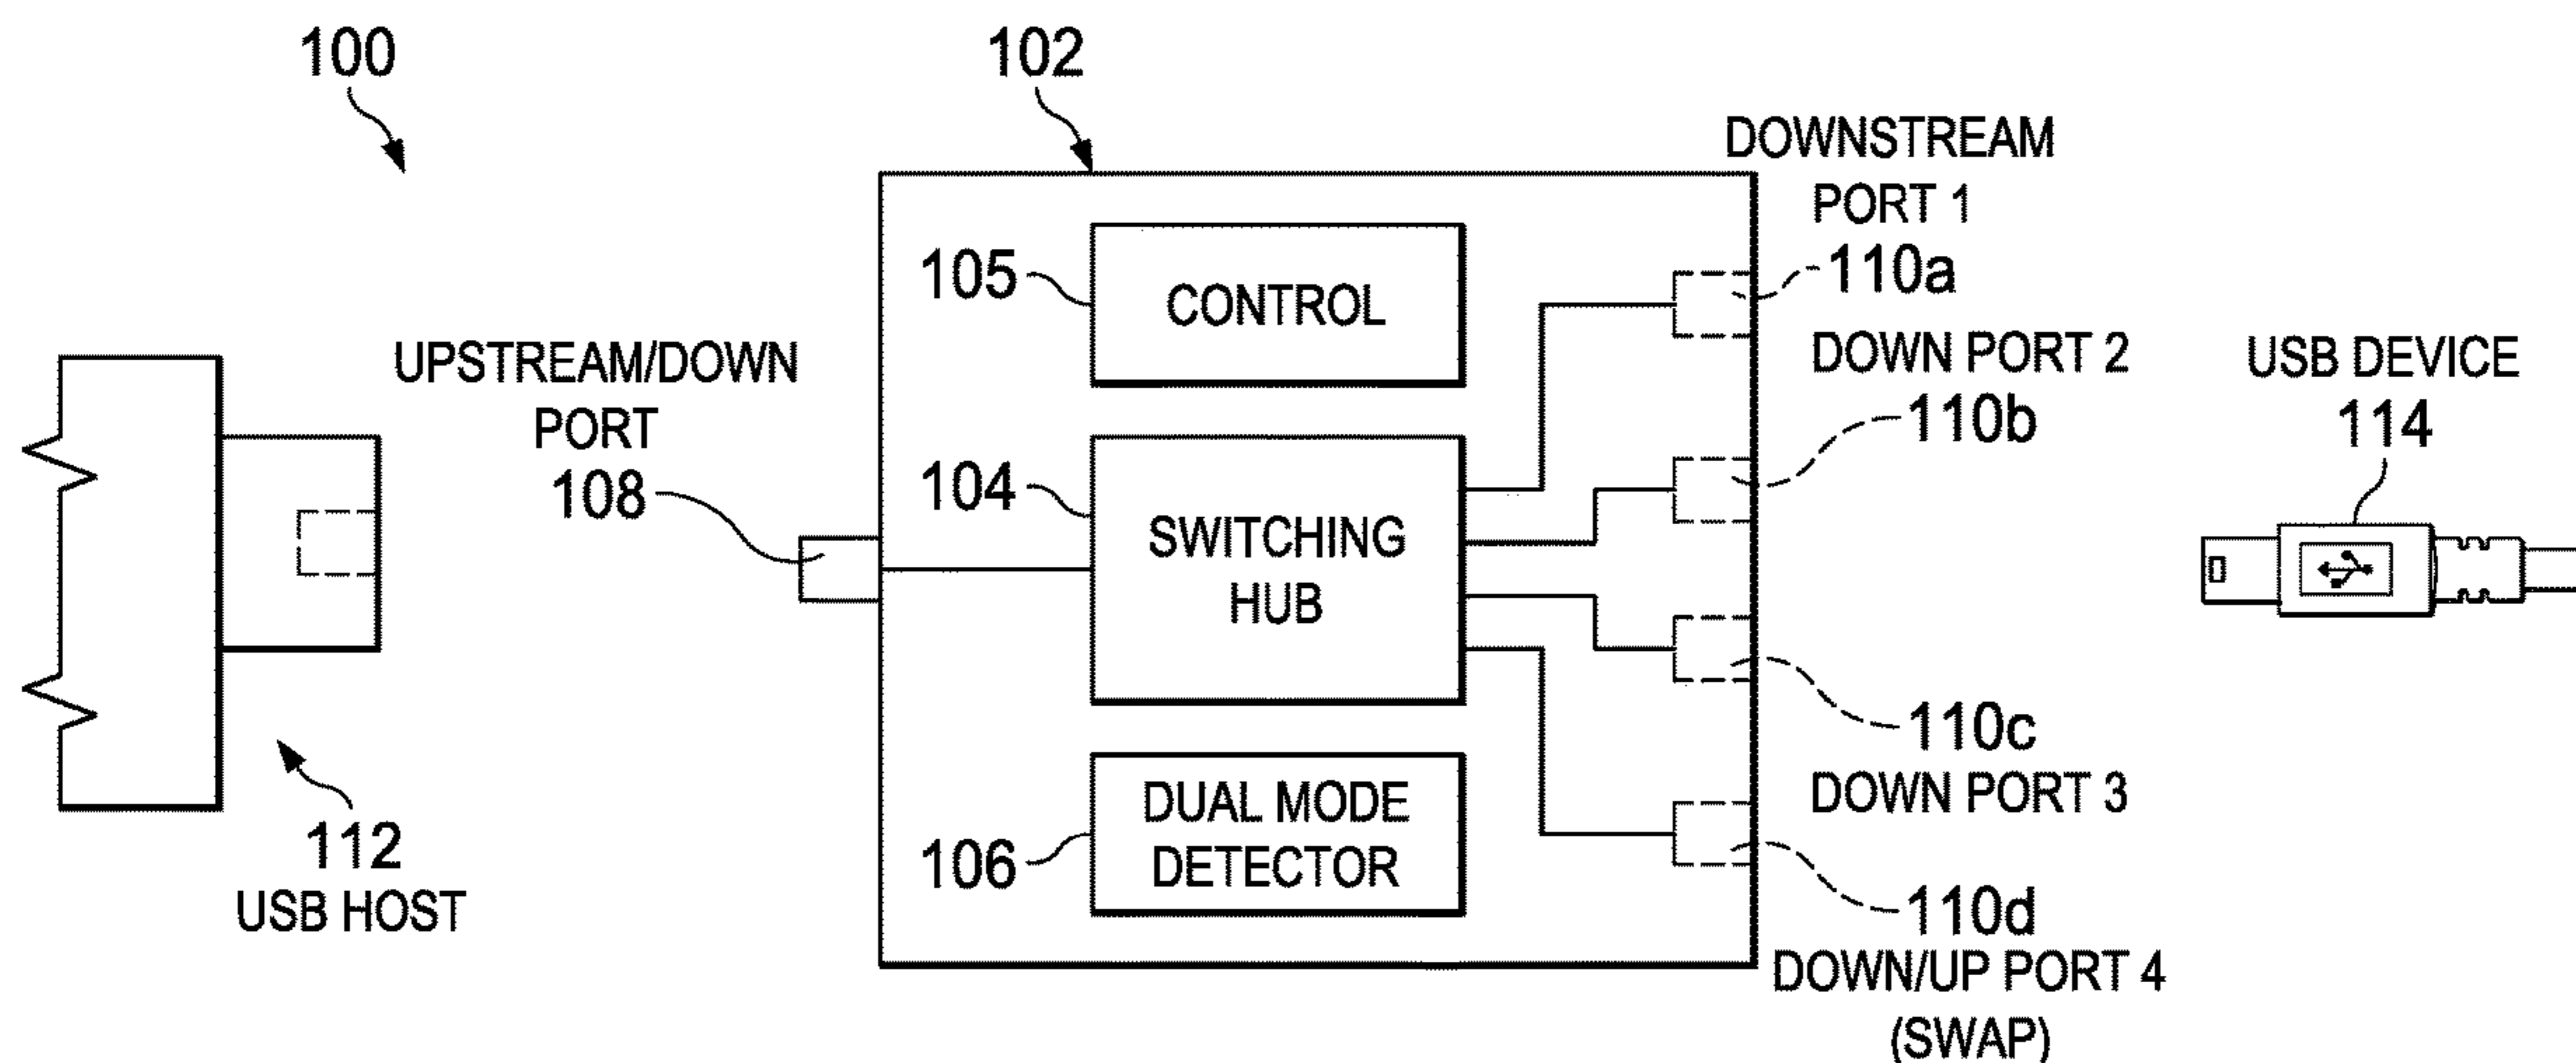 100
102
DOWNSTREAM
PORT 1
110a
105
CONTROL
DOWN PORT 2
110b
UPSTREAM/DOWN
PORT
108
USB DEVICE
114
104
SWITCHING
HUB
110c
DOWN PORT 3
112
USB HOST
106
DUAL MODE
DETECTOR
110d
DOWN/UP PORT 4
(SWAP)